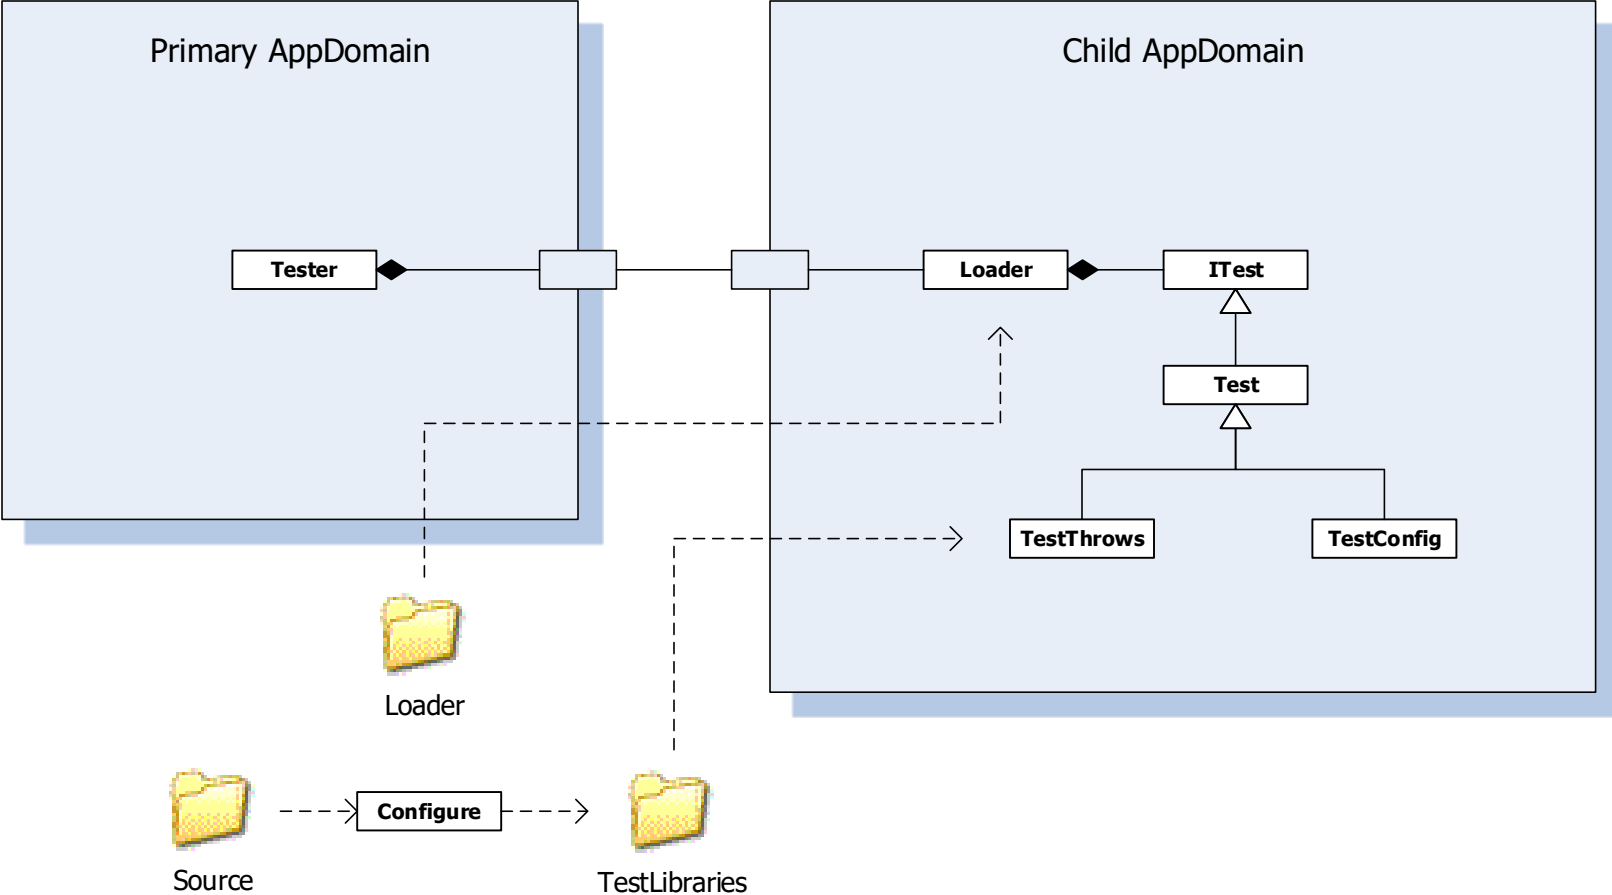 Primary AppDomain
Child AppDomain
Tester
Loader
ITest
Test
TestThrows
TestConfig
Loader
Configure
Source
TestLibraries